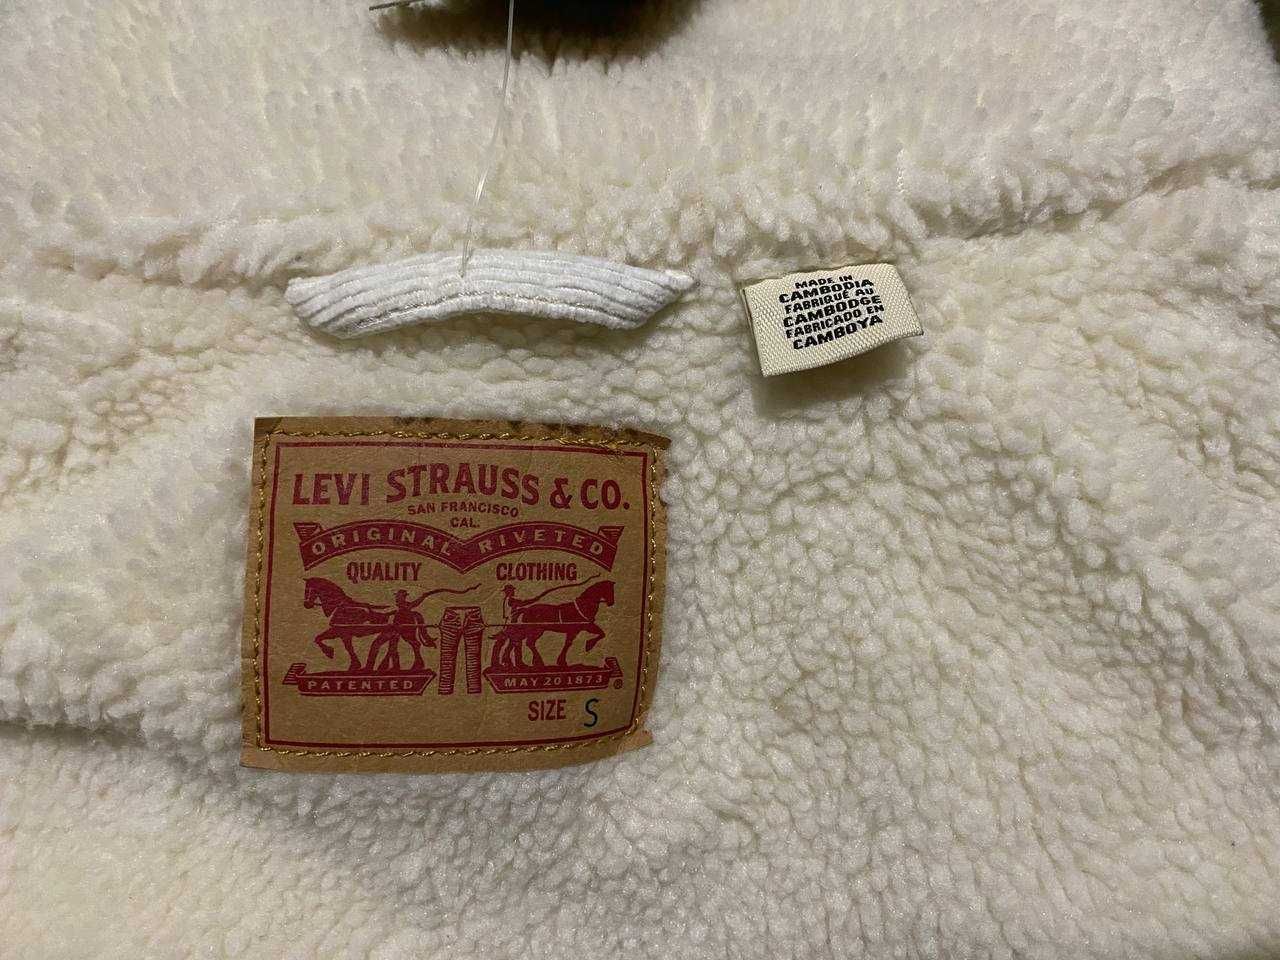 MADE IN
CAMBODIA
FABRIQUÉ AU
CAMBODGE
FABRICADO EN
CAMBOYA
LEVI STRAUSS & CO.
SAN FRANCISCO
CAL.
ORIGINAL RIVETED
QUALITY CLOTHING
PATENTED MAY 20 1873 ®
SIZE S